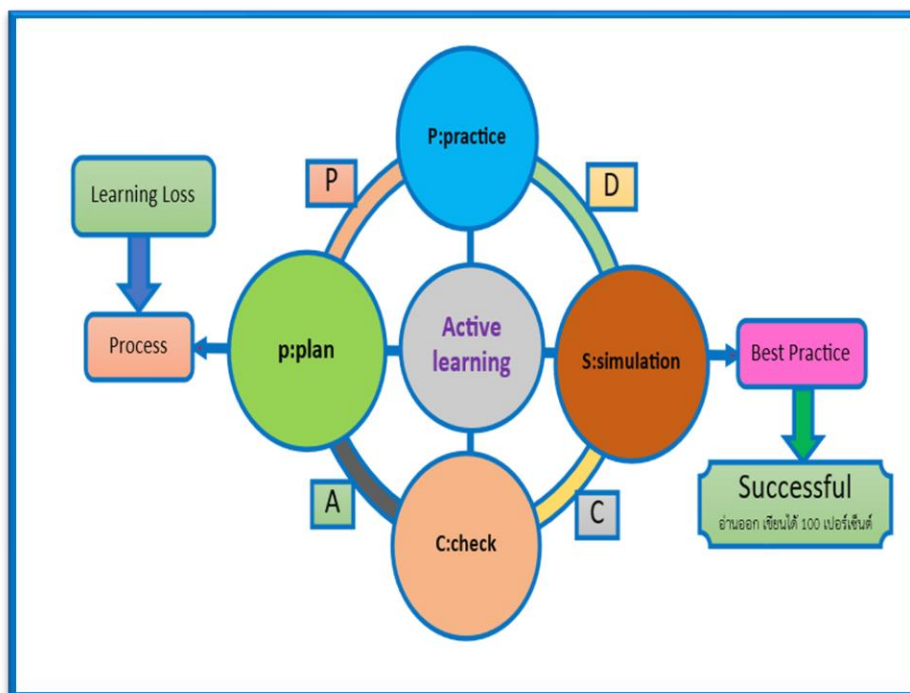 P:practice
P
D
Learning Loss
Process
p:plan
Active
learning
S:simulation
Best Practice
A
C
C:check
Successful
อ่านออก เขียนได้ 100 เปอร์เซ็นต์